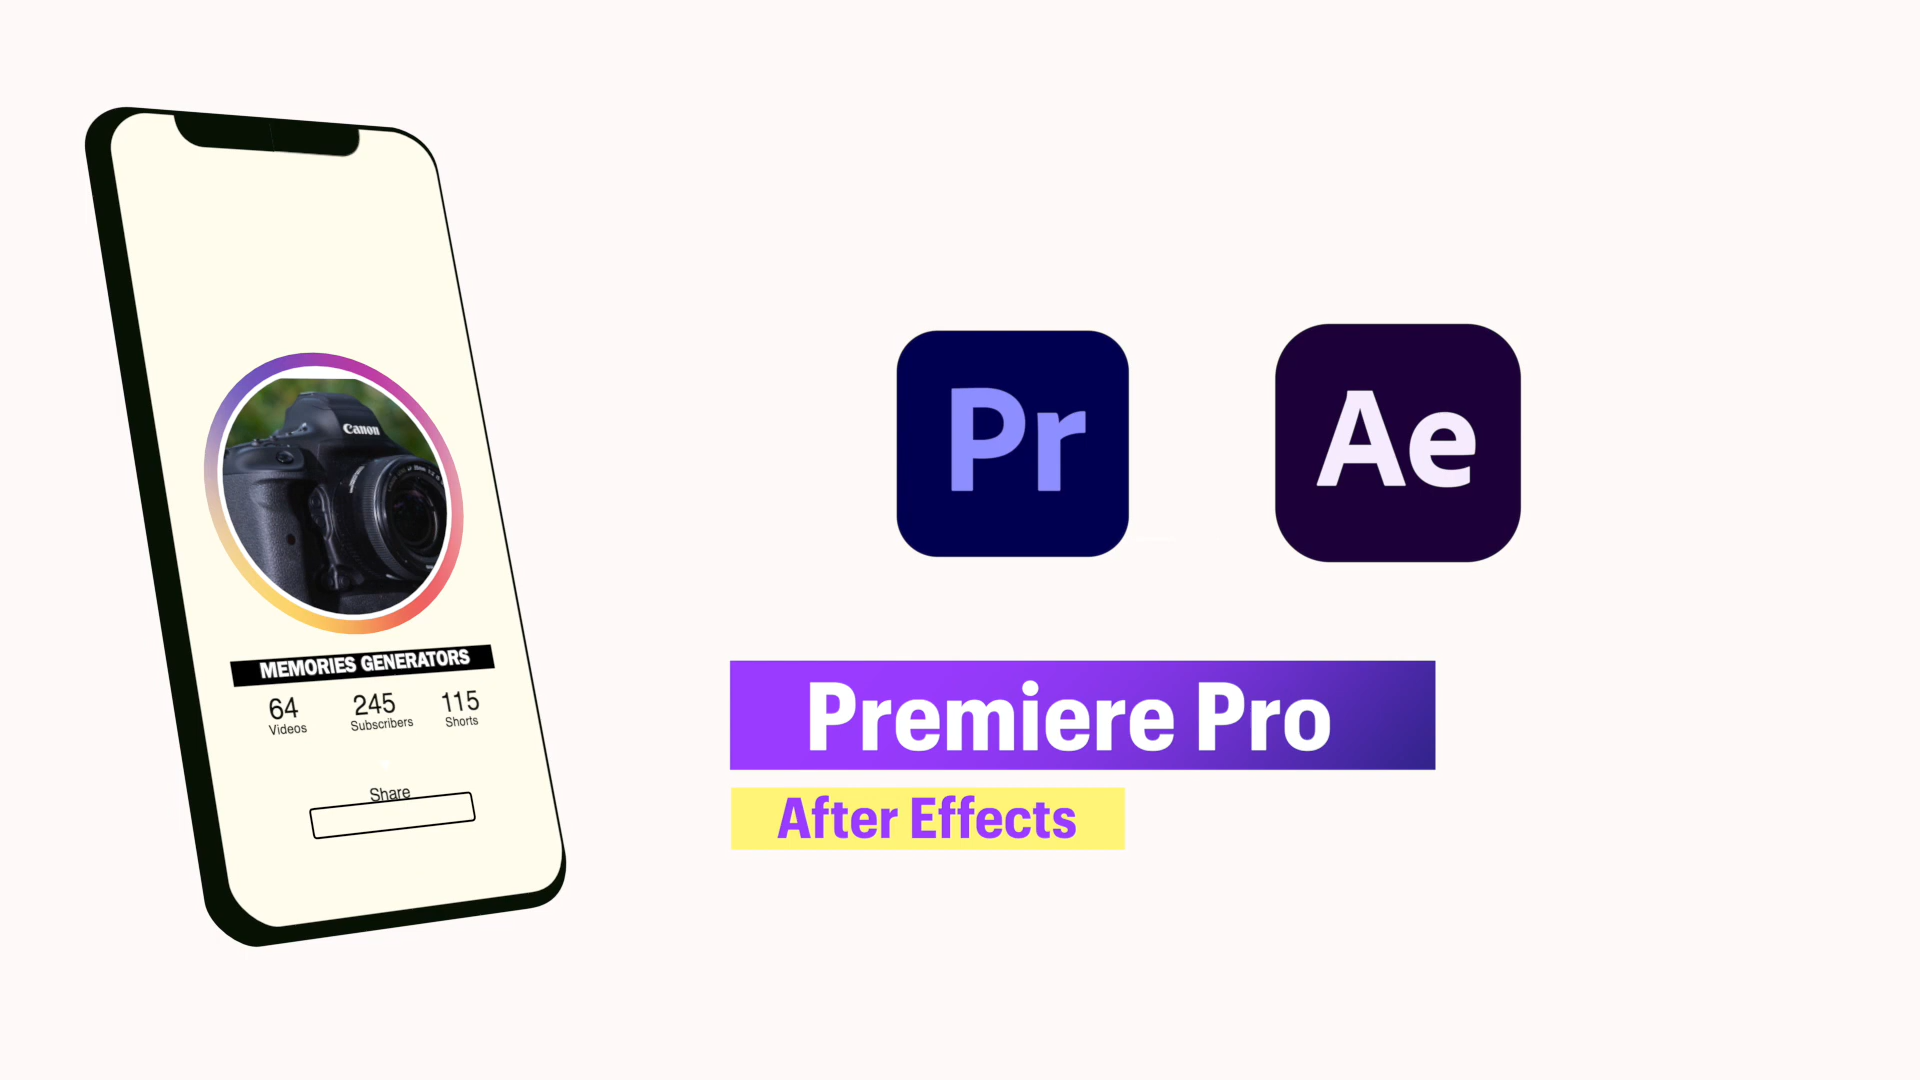 Canon
MEMORIES GENERATORS
64 245 115
Videos Subscribers Shorts
Share
Pr Ae
Premiere Pro
After Effects